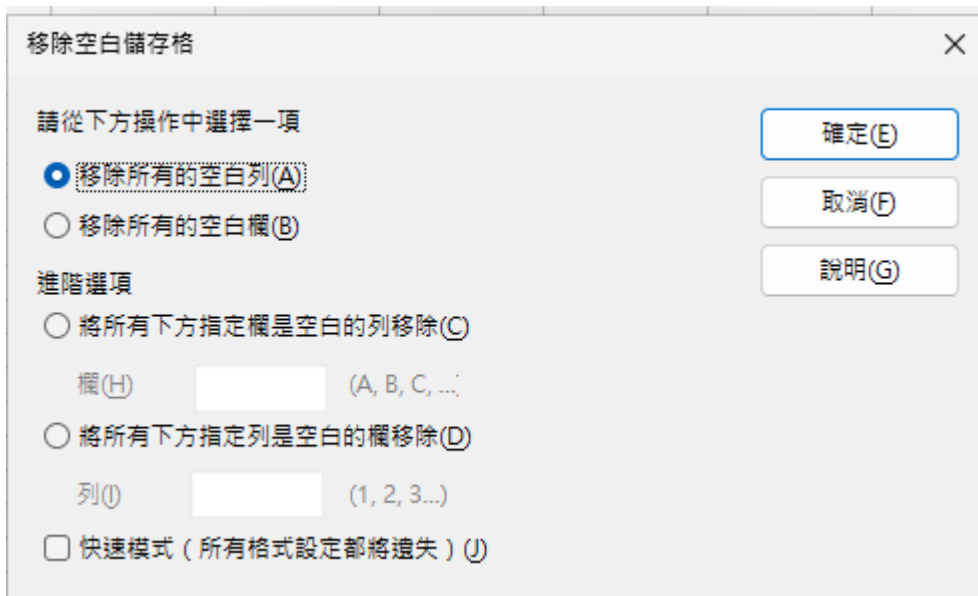 移除空白儲存格
請從下方操作中選擇一項
移除所有的空白列(A)
移除所有的空白欄(B)
進階選項
將所有下方指定欄是空白的列移除(C)
欄(H) (A, B, C, ...
將所有下方指定列是空白的欄移除(D)
列(I) (1, 2, 3...)
快速模式（所有格式設定都將遺失）(J)
確定(E)
取消(F)
說明(G)